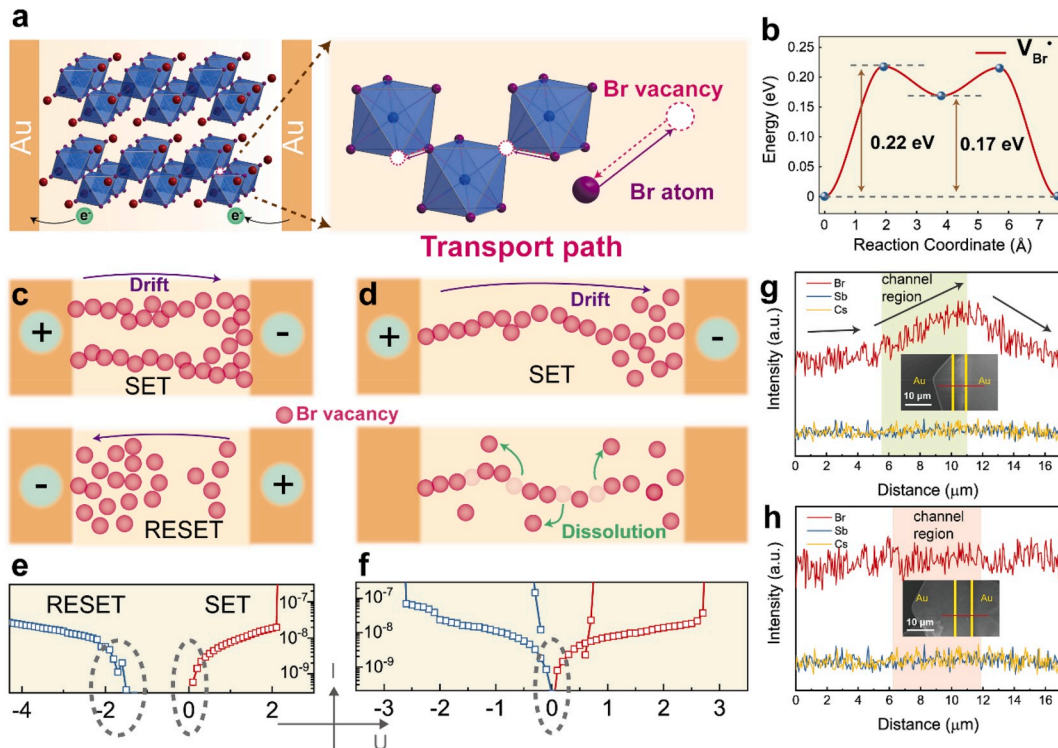 a
Au
Au
e-
e-
Br vacancy
Br atom
Transport path
b
V_Br^·
0.25
0.20
0.15
0.10
0.05
0
Energy (eV)
0.22 eV
0.17 eV
0 1 2 3 4 5 6 7
Reaction Coordinate (Å)
c
Drift
+
-
SET
Br vacancy
-
+
RESET
d
Drift
+
-
SET
Dissolution
e
RESET
SET
10^-7
10^-8
10^-9
-4 -2 0 2
I
U
f
10^-7
10^-8
10^-9
-3 -2 -1 0 1 2 3
g
Br
Sb
Cs
channel
region
Intensity (a.u.)
Au
Au
10 μm
0 2 4 6 8 10 12 14 16
Distance (μm)
h
Br
Sb
Cs
channel
region
Intensity (a.u.)
Au
Au
10 μm
0 2 4 6 8 10 12 14 16
Distance (μm)